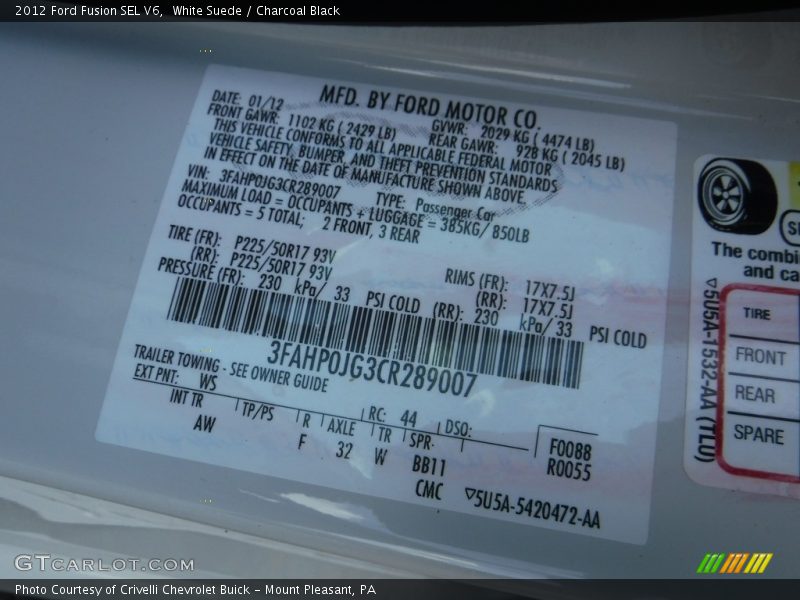 2012 Ford Fusion SEL V6,  White Suede / Charcoal Black
MFD. BY FORD MOTOR CO.
DATE: 01/12 GVWR: 2029 KG ( 4474 LB)
FRONT GAWR: 1102 KG ( 2429 LB) REAR GAWR: 928 KG ( 2045 LB)
THIS VEHICLE CONFORMS TO ALL APPLICABLE FEDERAL MOTOR
VEHICLE SAFETY, BUMPER, AND THEFT PREVENTION STANDARDS
IN EFFECT ON THE DATE OF MANUFACTURE SHOWN ABOVE.
VIN: 3FAHP0JG3CR289007 TYPE: Passenger Car
MAXIMUM LOAD = OCCUPANTS + LUGGAGE = 385KG/ 850LB
OCCUPANTS = 5 TOTAL; 2 FRONT, 3 REAR
TIRE (FR): P225/50R17 93V RIMS (FR): 17X7.5J
(RR): P225/50R17 93V (RR): 17X7.5J
PRESSURE (FR): 230 kPa/ 33 PSI COLD (RR): 230 kPa/ 33 PSI COLD
3FAHP0JG3CR289007
TRAILER TOWING - SEE OWNER GUIDE
EXT PNT: WS RC: 44 DSO:
INT TR TP/PS R AXLE TR SPR: F0088
AW F 32 W BB11 R0055
CMC ▽5U5A-5420472-AA
The combi
and ca
TIRE
FRONT
REAR
SPARE
▽5U5A-1532-AA (TLU)
GTCARLOT.COM
Photo Courtesy of Crivelli Chevrolet Buick – Mount Pleasant, PA